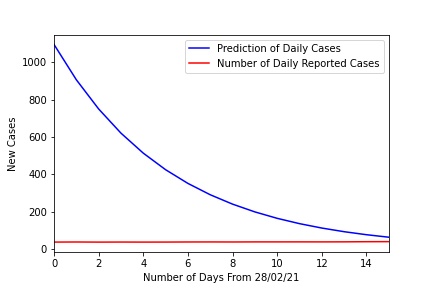 Prediction of Daily Cases
Number of Daily Reported Cases
New Cases
1000
800
600
400
200
0
0 2 4 6 8 10 12 14
Number of Days From 28/02/21